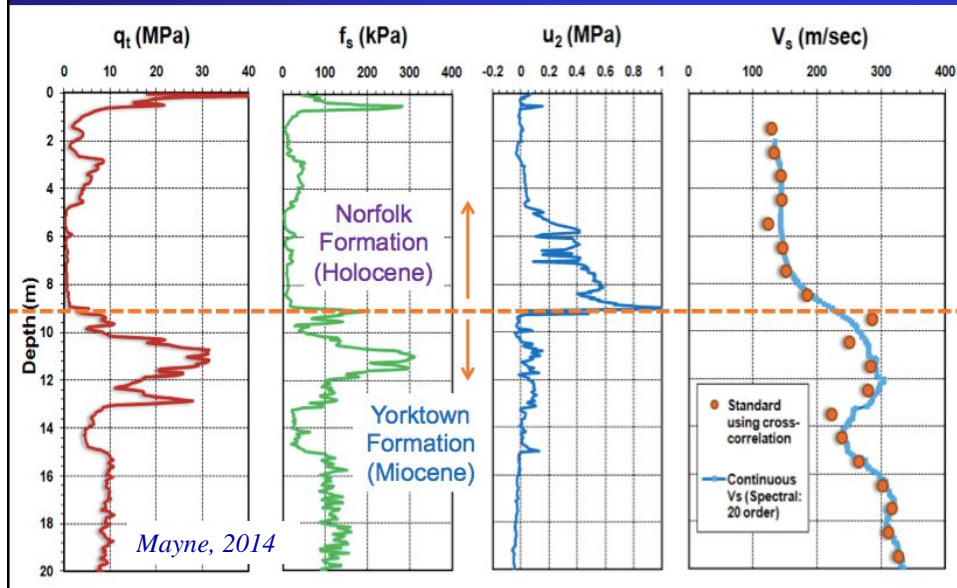 qt (MPa)
fs (kPa)
u2 (MPa)
Vs (m/sec)
0 10 20 30 40
0 100 200 300 400
-0.2 0 0.2 0.4 0.6 0.8 1
0 100 200 300 400
Depth (m)
0
2
4
6
8
10
12
14
16
18
20
Norfolk
Formation
(Holocene)
Yorktown
Formation
(Miocene)
Standard
using cross-
correlation
Continuous
Vs (Spectral:
20 order)
Mayne, 2014